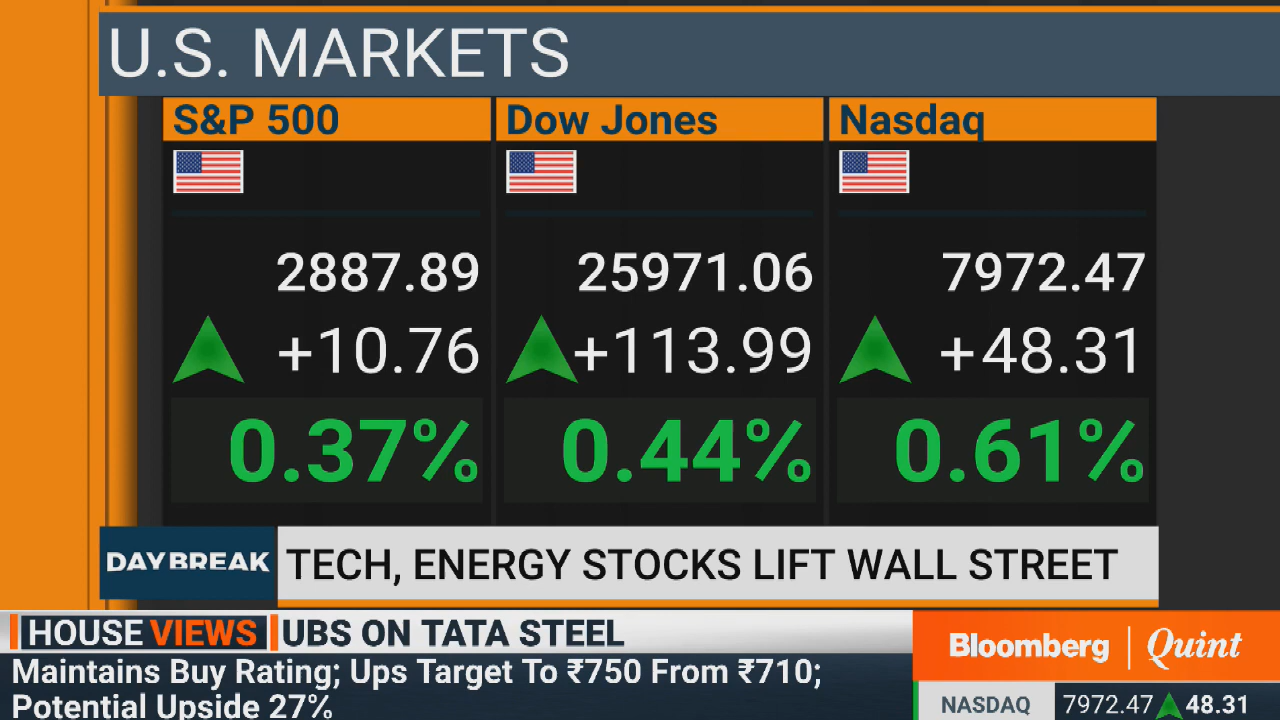 U.S. MARKETS
S&P 500
2887.89
+10.76
0.37%
Dow Jones
25971.06
+113.99
0.44%
Nasdaq
7972.47
+48.31
0.61%
DAYBREAK
TECH, ENERGY STOCKS LIFT WALL STREET
HOUSE VIEWS
UBS ON TATA STEEL
Maintains Buy Rating; Ups Target To ₹750 From ₹710;
Potential Upside 27%
Bloomberg | Quint
NASDAQ 7972.47 48.31